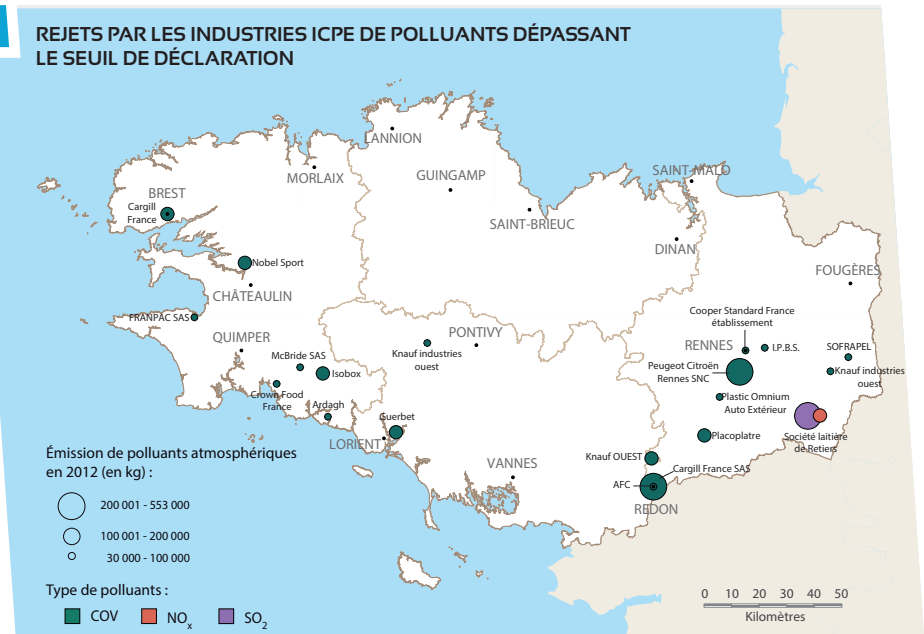 REJETS PAR LES INDUSTRIES ICPE DE POLLUANTS DÉPASSANT
LE SEUIL DE DÉCLARATION
LANNION
MORLAIX
GUINGAMP
SAINT-MALO
BREST
Cargill
France
SAINT-BRIEUC
DINAN
Nobel Sport
FOUGÈRES
CHÂTEAULIN
FRANPAC SAS
Cooper Standard France
établissement
QUIMPER
PONTIVY
RENNES
I.P.B.S.
SOFRAPEL
McBride SAS
Knauf industries
ouest
Peugeot Citroën
Rennes SNC
Isobox
Knauf industries
ouest
Crown Food
France
Ardagh
Plastic Omnium
Auto Extérieur
Guerbet
LORIENT
Placoplatre
Société laitière
de Retiers
Knauf OUEST
VANNES
Cargill France SAS
AFC
REDON
Émission de polluants atmosphériques
en 2012 (en kg) :
200 001 - 553 000
100 001 - 200 000
30 000 - 100 000
Type de polluants :
COV NOx SO2
0 10 20 30 40 50
Kilomètres